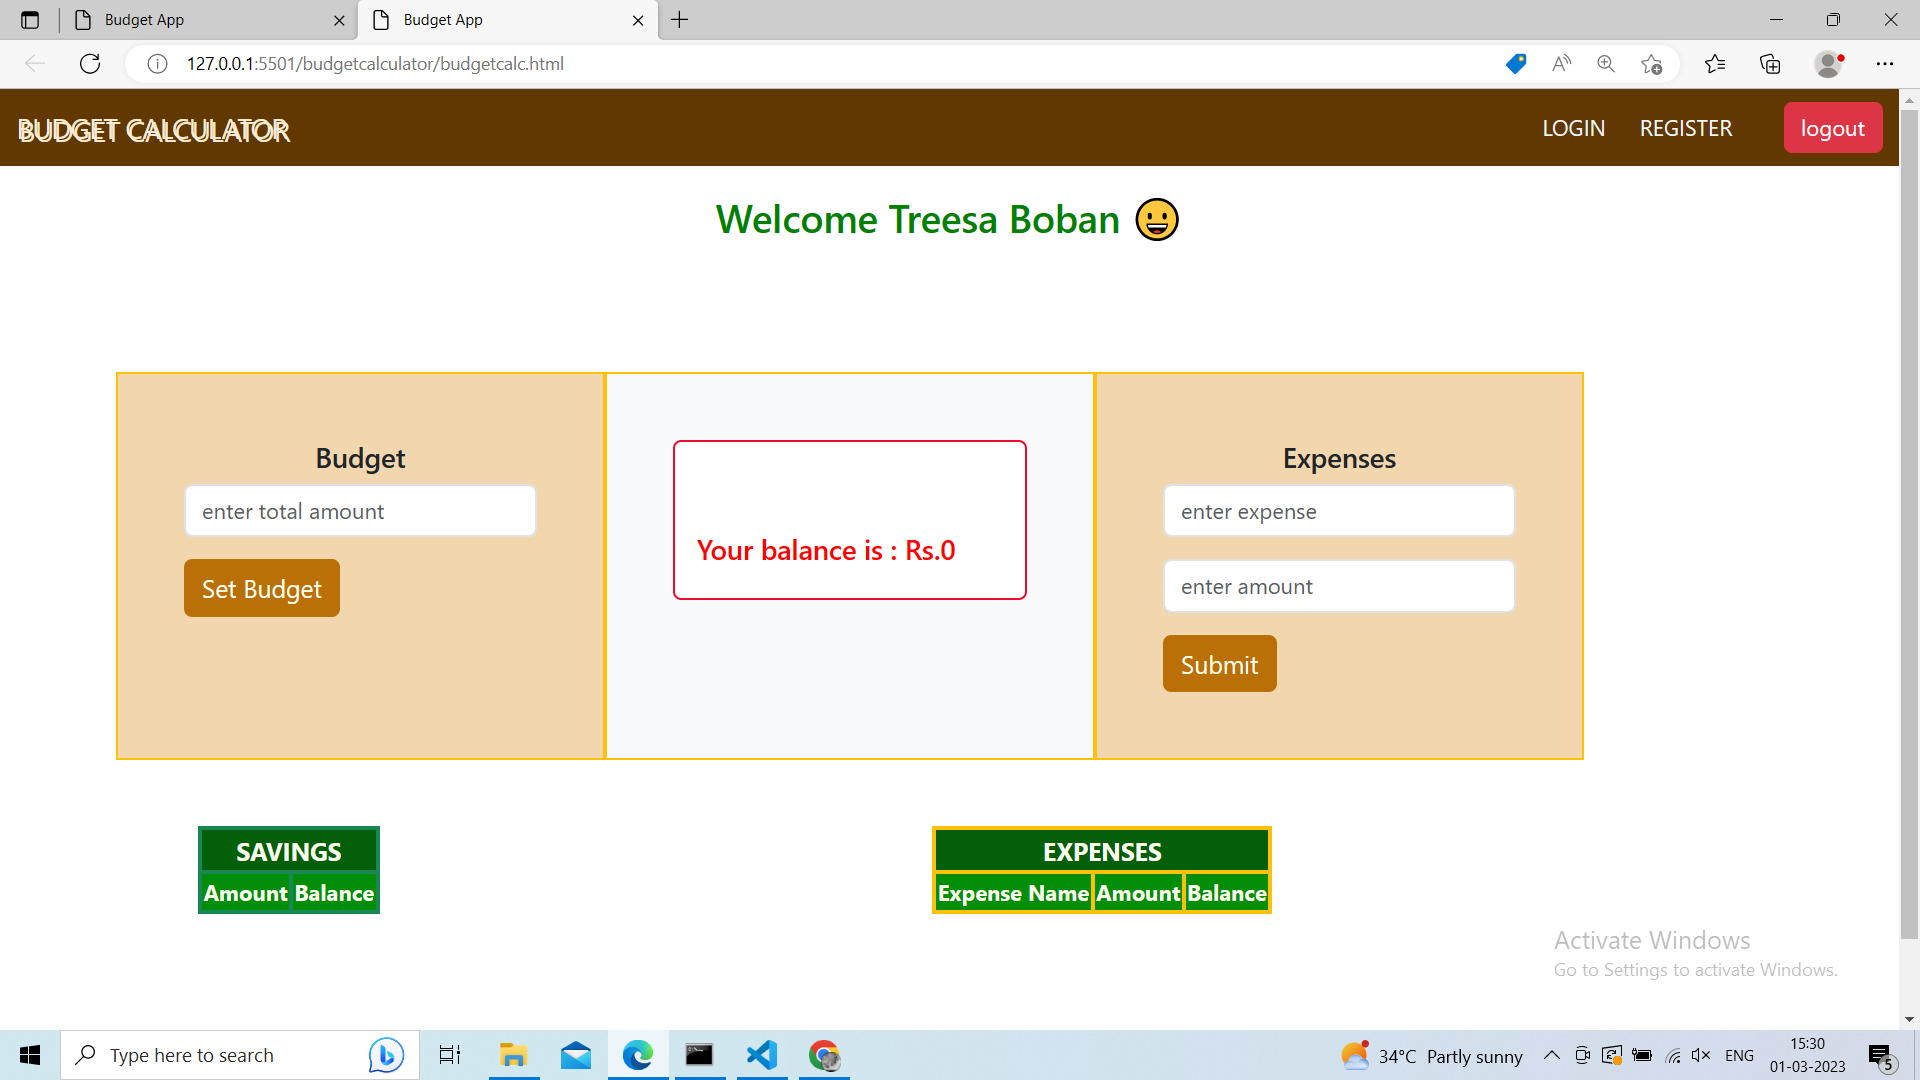 Budget App
Budget App
127.0.0.1:5501/budgetcalculator/budgetcalc.html
BUDGET CALCULATOR
LOGIN
REGISTER
logout
Welcome Treesa Boban 😀
Budget
enter total amount
Set Budget
Your balance is : Rs.0
Expenses
enter expense
enter amount
Submit
SAVINGS
Amount Balance
EXPENSES
Expense Name Amount Balance
Activate Windows
Go to Settings to activate Windows.
Type here to search
34°C Partly sunny
ENG
15:30
01-03-2023
5